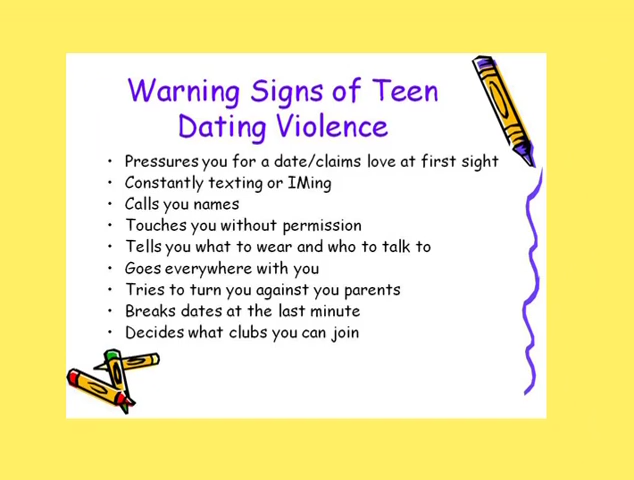 Warning Signs of Teen
Dating Violence
• Pressures you for a date/claims love at first sight
• Constantly texting or IMing
• Calls you names
• Touches you without permission
• Tells you what to wear and who to talk to
• Goes everywhere with you
• Tries to turn you against you parents
• Breaks dates at the last minute
• Decides what clubs you can join